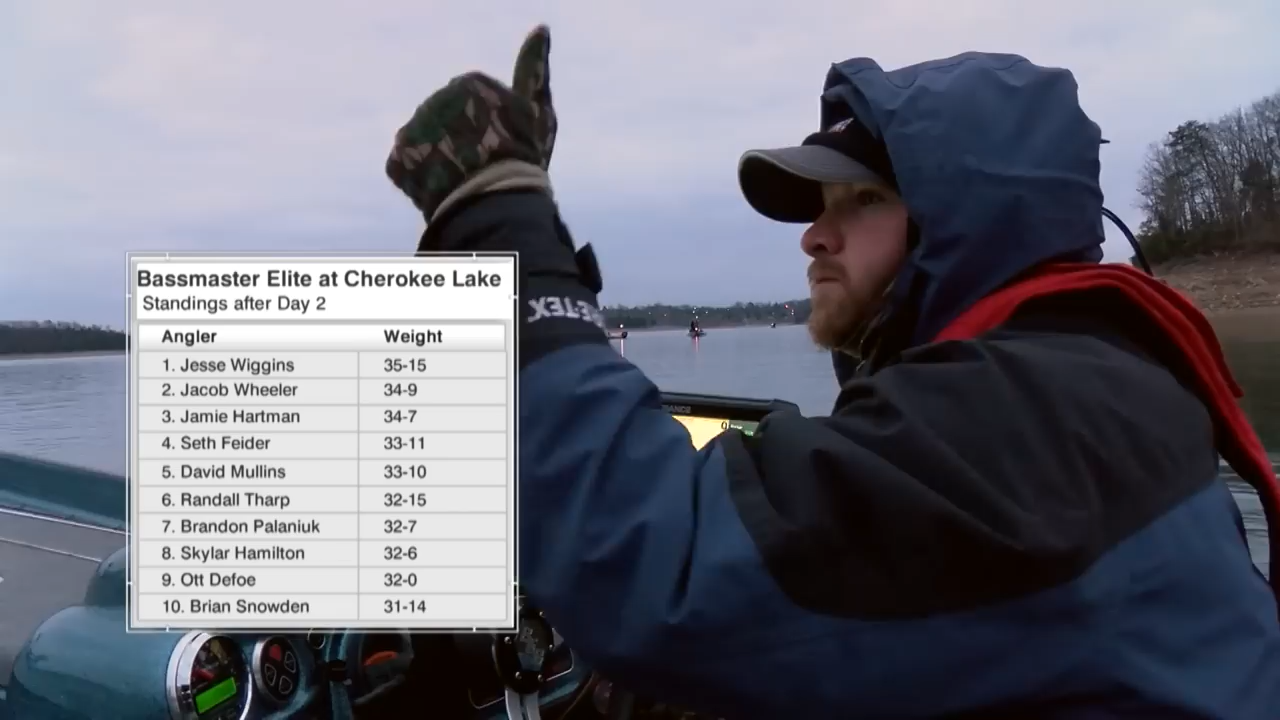 Bassmaster Elite at Cherokee Lake
Standings after Day 2
Angler Weight
1. Jesse Wiggins 35-15
2. Jacob Wheeler 34-9
3. Jamie Hartman 34-7
4. Seth Feider 33-11
5. David Mullins 33-10
6. Randall Tharp 32-15
7. Brandon Palaniuk 32-7
8. Skylar Hamilton 32-6
9. Ott Defoe 32-0
10. Brian Snowden 31-14